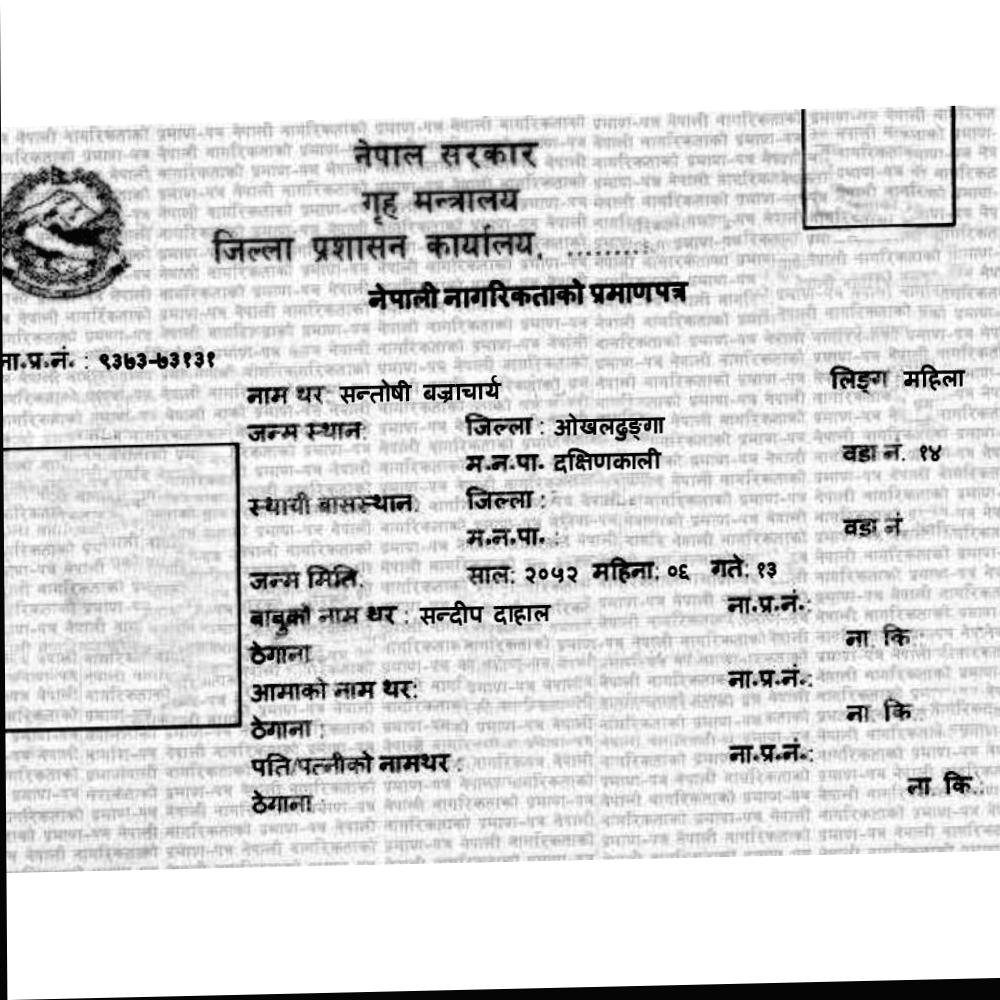 नेपाल सरकार
गृह मन्त्रालय
जिल्ला प्रशासन कार्यालय, .........
नेपाली नागरिकताको प्रमाणपत्र
ना.प्र.नं. : ९३७३-७३१३१
नाम थर: सन्तोषी बज्राचार्य लिङ्ग महिला
जन्म स्थान: जिल्ला : ओखलढुङ्गा
म.न.पा. दक्षिणकाली वडा नं. १४
स्थायी बासस्थान: जिल्ला :
म.न.पा. : वडा नं
जन्म मिति: साल: २०५२ महिना: ०६ गते: १३
बाबुको नाम थर : सन्दीप दाहाल ना.प्र.नं.:
ठेगाना ना. कि.:
आमाको नाम थर: ना.प्र.नं.:
ठेगाना : ना. कि.
पति/पत्नीको नामथर : ना.प्र.नं.:
ठेगाना : ना. कि.: